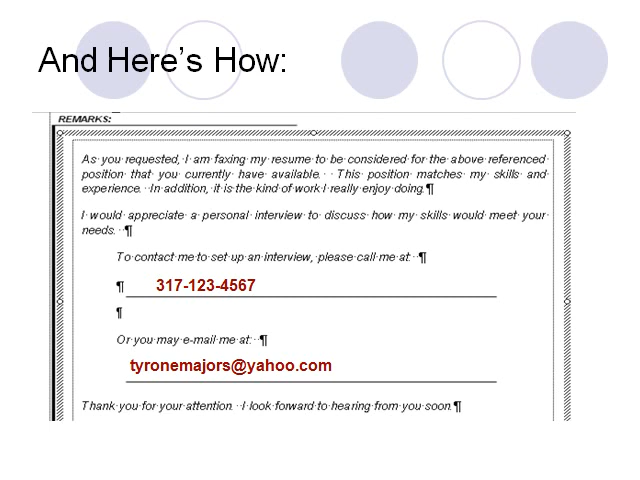 And Here's How:
REMARKS:
As you requested, I am faxing my resume to be considered for the above referenced
position that you currently have available. This position matches my skills and
experience. In addition, it is the kind of work I really enjoy doing.¶
I would appreciate a personal interview to discuss how my skills would meet your
needs. ¶
To contact me to set up an interview, please call me at: ¶
¶ 317-123-4567
¶
Or you may e-mail me at: ¶
tyronemajors@yahoo.com
Thank you for your attention. I look forward to hearing from you soon.¶